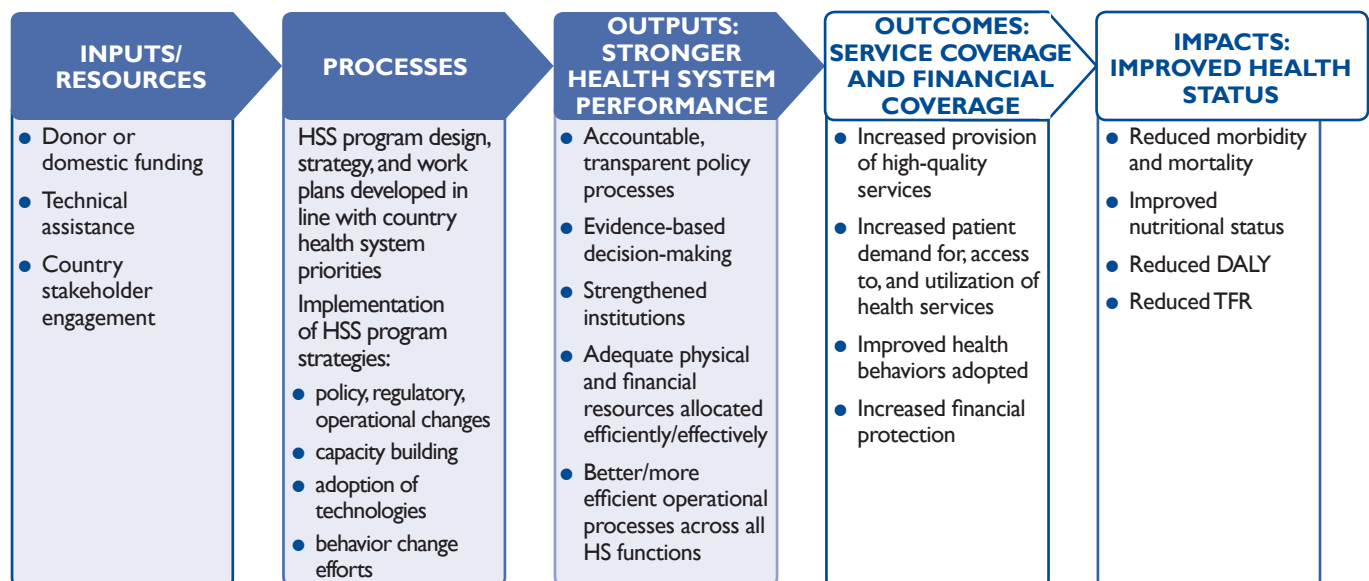 INPUTS/
RESOURCES
● Donor or
domestic funding
● Technical
assistance
● Country
stakeholder
engagement
PROCESSES
HSS program design,
strategy, and work
plans developed in
line with country
health system
priorities
Implementation
of HSS program
strategies:
● policy, regulatory,
operational changes
● capacity building
● adoption of
technologies
● behavior change
efforts
OUTPUTS:
STRONGER
HEALTH SYSTEM
PERFORMANCE
● Accountable,
transparent policy
processes
● Evidence-based
decision-making
● Strengthened
institutions
● Adequate physical
and financial
resources allocated
efficiently/effectively
● Better/more
efficient operational
processes across all
HS functions
OUTCOMES:
SERVICE COVERAGE
AND FINANCIAL
COVERAGE
● Increased provision
of high-quality
services
● Increased patient
demand for, access
to, and utilization of
health services
● Improved health
behaviors adopted
● Increased financial
protection
IMPACTS:
IMPROVED HEALTH
STATUS
● Reduced morbidity
and mortality
● Improved
nutritional status
● Reduced DALY
● Reduced TFR